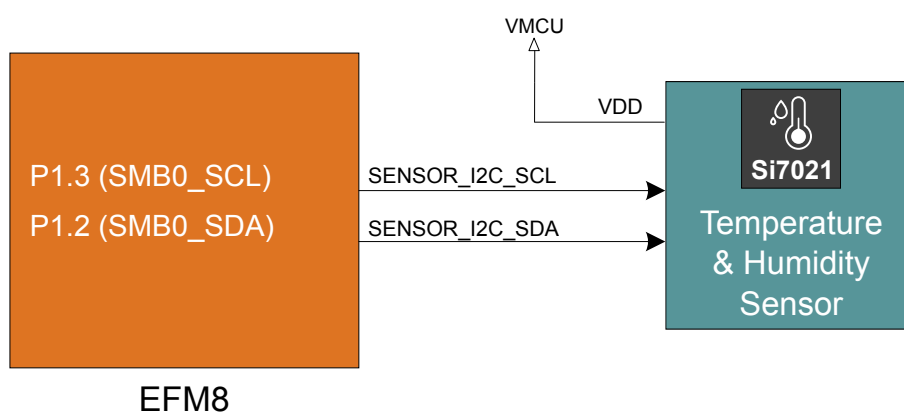 VMCU
VDD
Si7021
P1.3 (SMB0_SCL)
SENSOR_I2C_SCL
P1.2 (SMB0_SDA)
SENSOR_I2C_SDA
Temperature
& Humidity
Sensor
EFM8